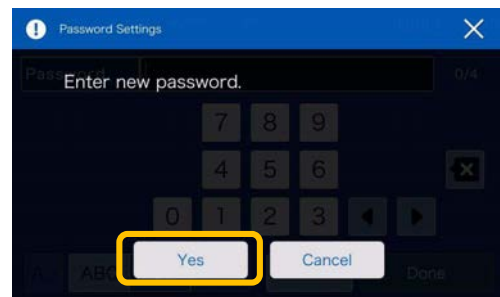 Password Settings
Password 0/4
Enter new password.
7 8 9
4 5 6
0 1 2 3
Yes Cancel
A ABC Done